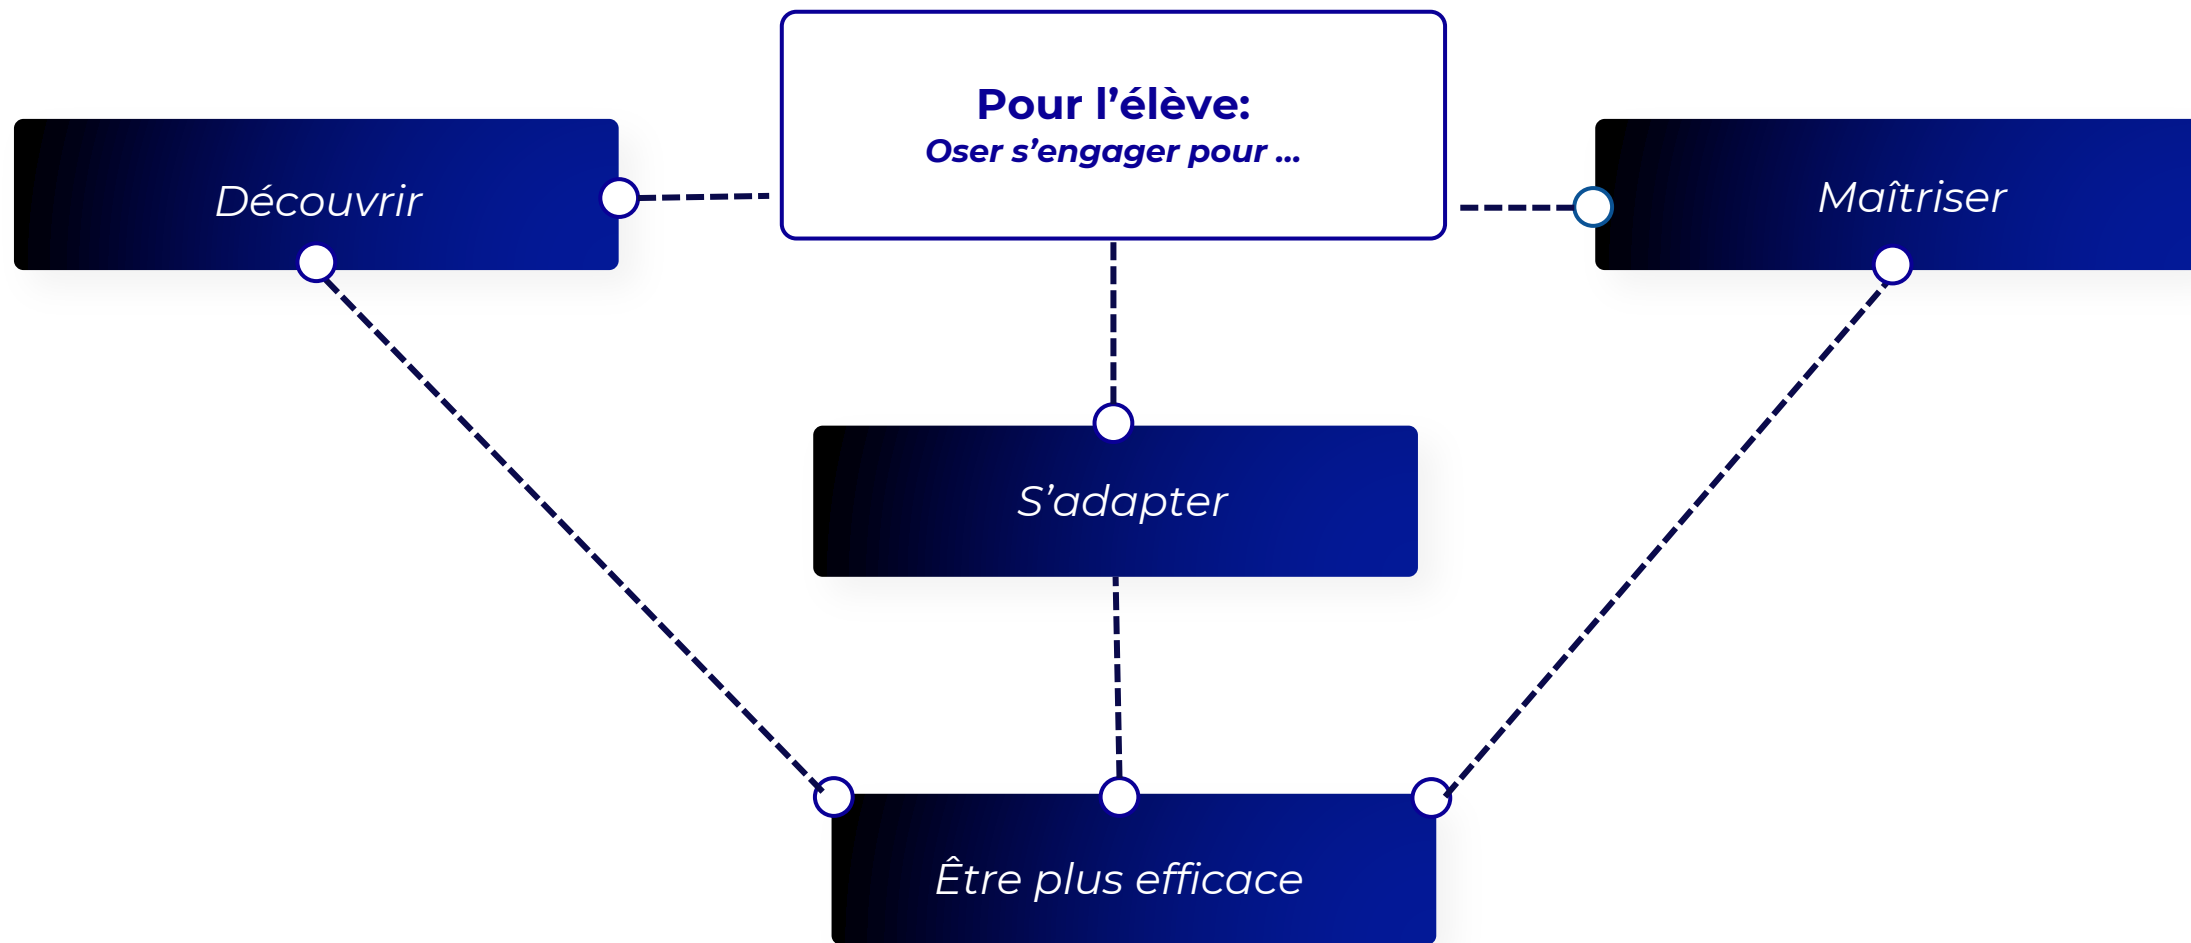 Pour l’élève:
Oser s’engager pour ...
Découvrir
Maîtriser
S’adapter
Être plus efficace